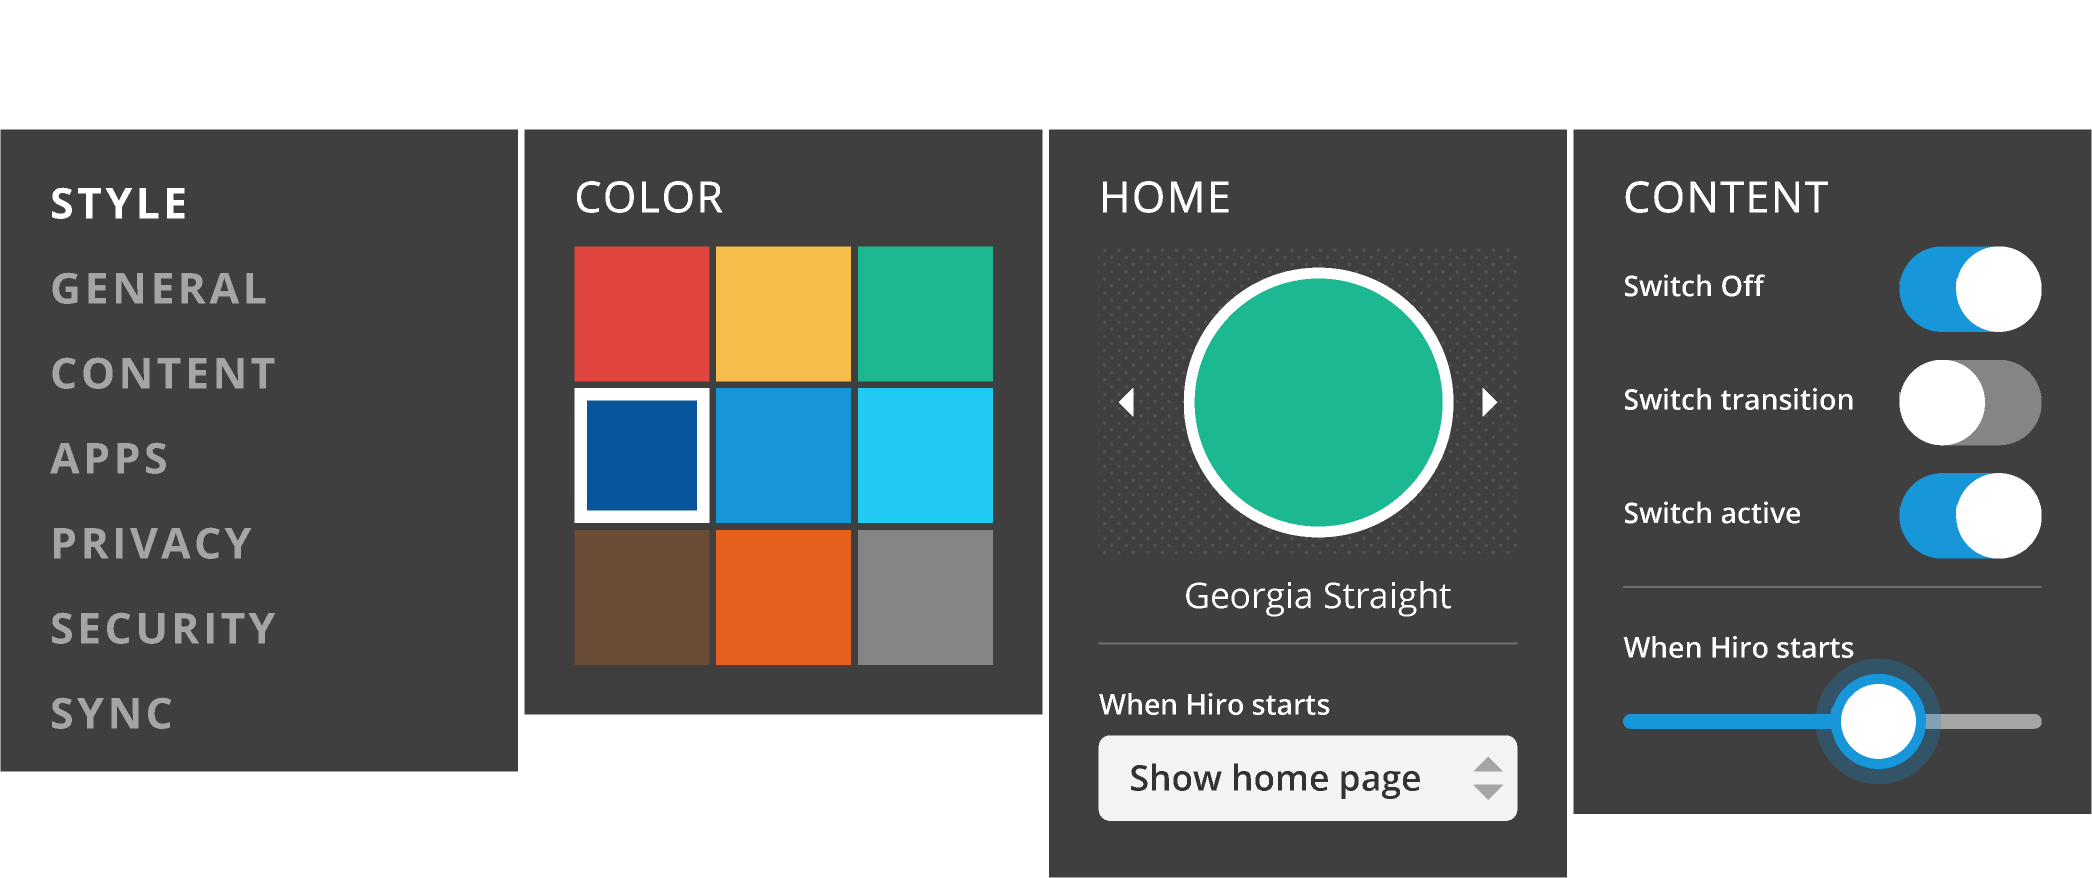 STYLE
GENERAL
CONTENT
APPS
PRIVACY
SECURITY
SYNC
COLOR
HOME
Georgia Straight
When Hiro starts
Show home page
CONTENT
Switch Off
Switch transition
Switch active
When Hiro starts